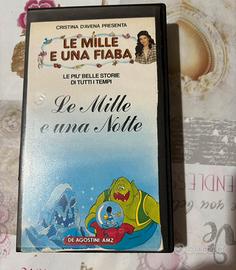 CRISTINA D'AVENA PRESENTA
LE MILLE
E UNA FIABA
LE PIU' BELLE STORIE
DI TUTTI I TEMPI
Le Mille
e una Notte
DE AGOSTINI AMZ